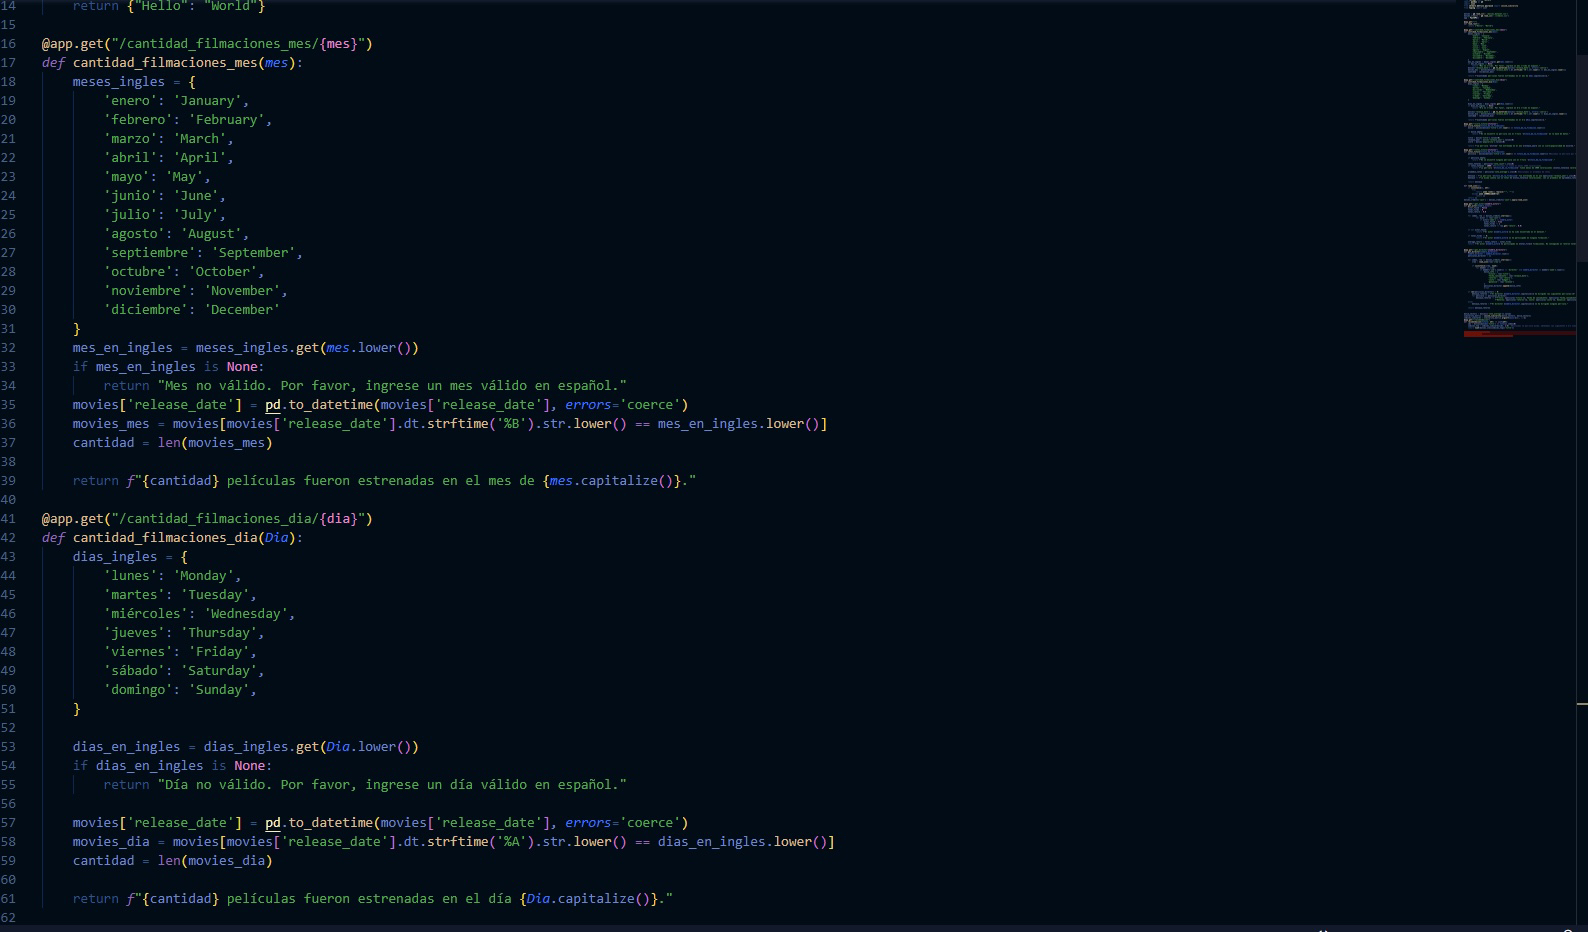 14 return {"Hello": "World"}
15
16 @app.get("/cantidad_filmaciones_mes/{mes}")
17 def cantidad_filmaciones_mes(mes):
18 meses_ingles = {
19 'enero': 'January',
20 'febrero': 'February',
21 'marzo': 'March',
22 'abril': 'April',
23 'mayo': 'May',
24 'junio': 'June',
25 'julio': 'July',
26 'agosto': 'August',
27 'septiembre': 'September',
28 'octubre': 'October',
29 'noviembre': 'November',
30 'diciembre': 'December'
31 }
32 mes_en_ingles = meses_ingles.get(mes.lower())
33 if mes_en_ingles is None:
34 return "Mes no válido. Por favor, ingrese un mes válido en español."
35 movies['release_date'] = pd.to_datetime(movies['release_date'], errors='coerce')
36 movies_mes = movies[movies['release_date'].dt.strftime('%B').str.lower() == mes_en_ingles.lower()]
37 cantidad = len(movies_mes)
38
39 return f"{cantidad} películas fueron estrenadas en el mes de {mes.capitalize()}."
40
41 @app.get("/cantidad_filmaciones_dia/{dia}")
42 def cantidad_filmaciones_dia(Dia):
43 dias_ingles = {
44 'lunes': 'Monday',
45 'martes': 'Tuesday',
46 'miércoles': 'Wednesday',
47 'jueves': 'Thursday',
48 'viernes': 'Friday',
49 'sábado': 'Saturday',
50 'domingo': 'Sunday',
51 }
52
53 dias_en_ingles = dias_ingles.get(Dia.lower())
54 if dias_en_ingles is None:
55 return "Día no válido. Por favor, ingrese un día válido en español."
56
57 movies['release_date'] = pd.to_datetime(movies['release_date'], errors='coerce')
58 movies_dia = movies[movies['release_date'].dt.strftime('%A').str.lower() == dias_en_ingles.lower()]
59 cantidad = len(movies_dia)
60
61 return f"{cantidad} películas fueron estrenadas en el día {Dia.capitalize()}."
62